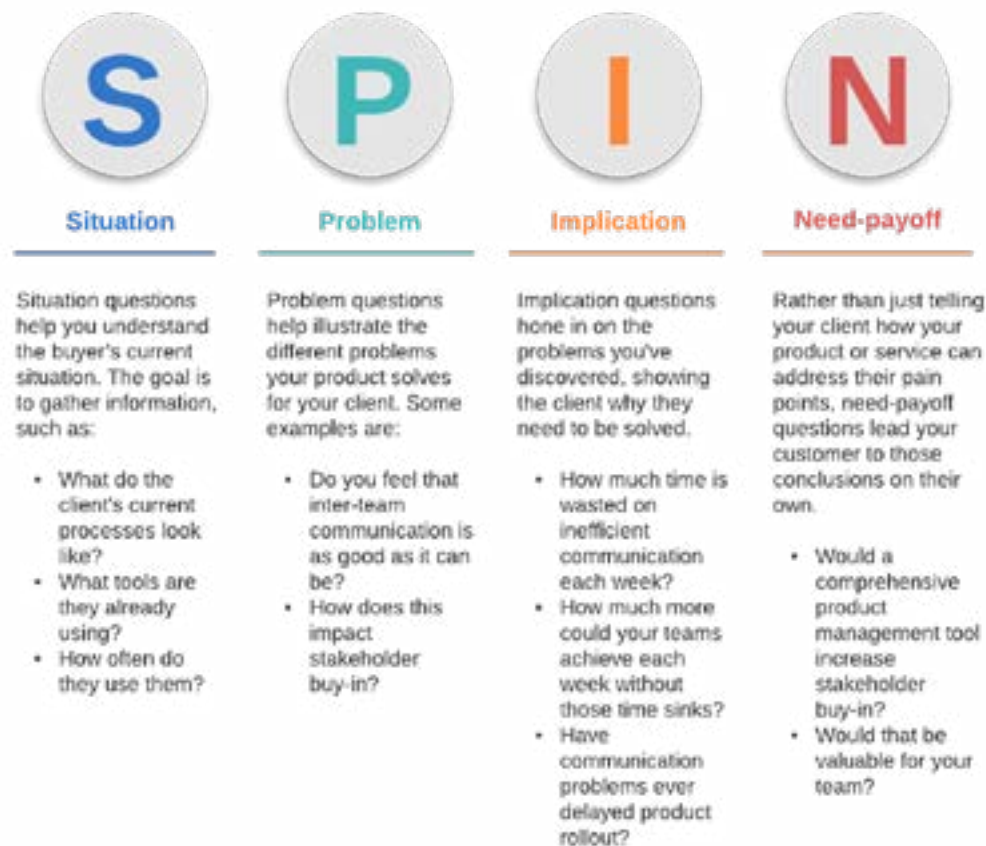 S
P
I
N
Situation
Problem
Implication
Need-payoff
Situation questions
help you understand
the buyer's current
situation. The goal is
to gather information,
such as:
• What do the
client's current
processes look
like?
• What tools are
they already
using?
• How often do
they use them?
Problem questions
help illustrate the
different problems
your product solves
for your client. Some
examples are:
• Do you feel that
inter-team
communication is
as good as it can
be?
• How does this
impact
stakeholder
buy-in?
Implication questions
hone in on the
problems you've
discovered, showing
the client why they
need to be solved.
• How much time is
wasted on
inefficient
communication
each week?
• How much more
could your teams
achieve each
week without
those time sinks?
• Have
communication
problems ever
delayed product
rollout?
Rather than just telling
your client how your
product or service can
address their pain
points, need-payoff
questions lead your
customer to those
conclusions on their
own.
• Would a
comprehensive
product
management tool
increase
stakeholder
buy-in?
• Would that be
valuable for your
team?